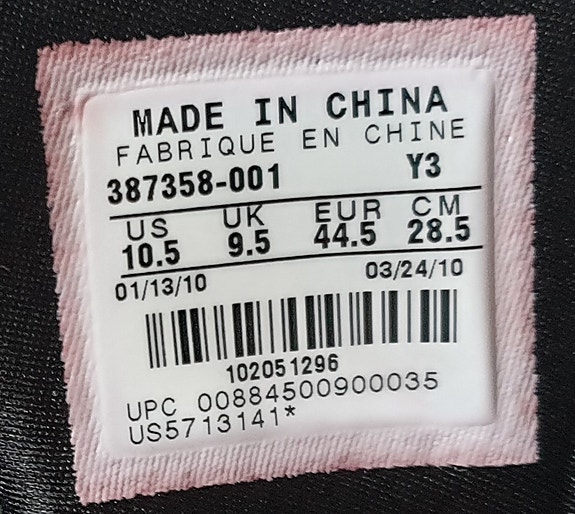 MADE IN CHINA
FABRIQUE EN CHINE
387358-001 Y3
US UK EUR CM
10.5 9.5 44.5 28.5
01/13/10 03/24/10
102051296
UPC 00884500900035
US5713141*